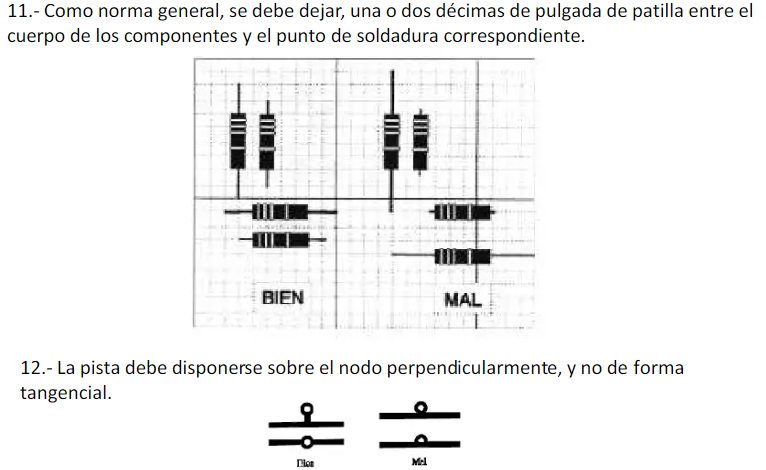 11.- Como norma general, se debe dejar, una o dos décimas de pulgada de patilla entre el
cuerpo de los componentes y el punto de soldadura correspondiente.
BIEN
MAL
12.- La pista debe disponerse sobre el nodo perpendicularmente, y no de forma
tangencial.